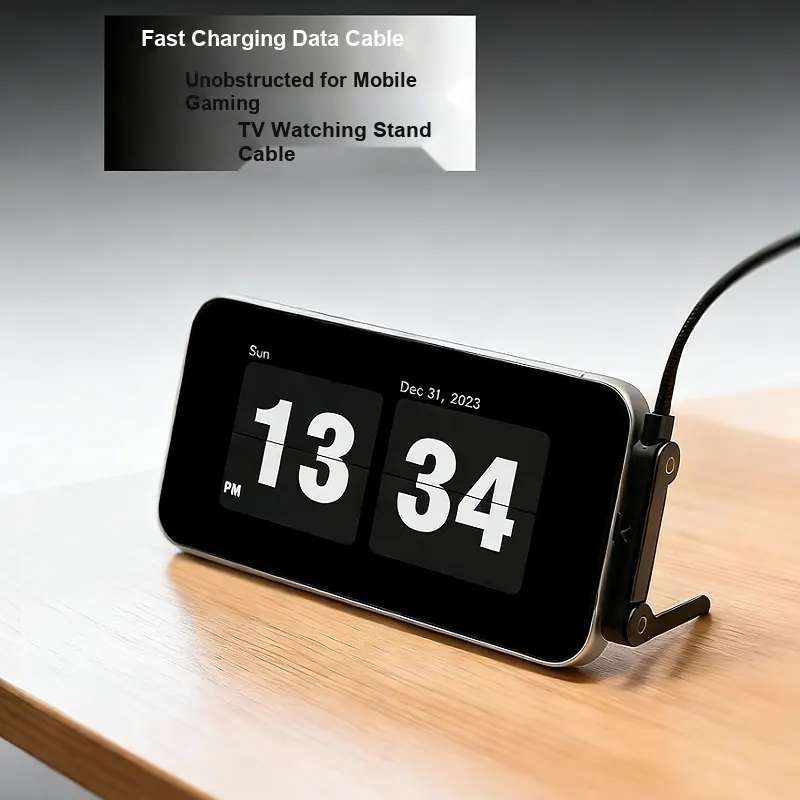 Fast Charging Data Cable
Unobstructed for Mobile
Gaming
TV Watching Stand
Cable
Sun
Dec 31, 2023
13
34
PM